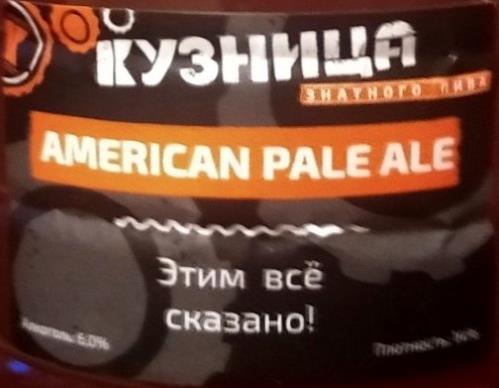 КУЗНИЦА
ЗНАТНОГО ПИВА
AMERICAN PALE ALE
Этим всё
сказано!
Алкоголь: 6,0%
Плотность: 16%